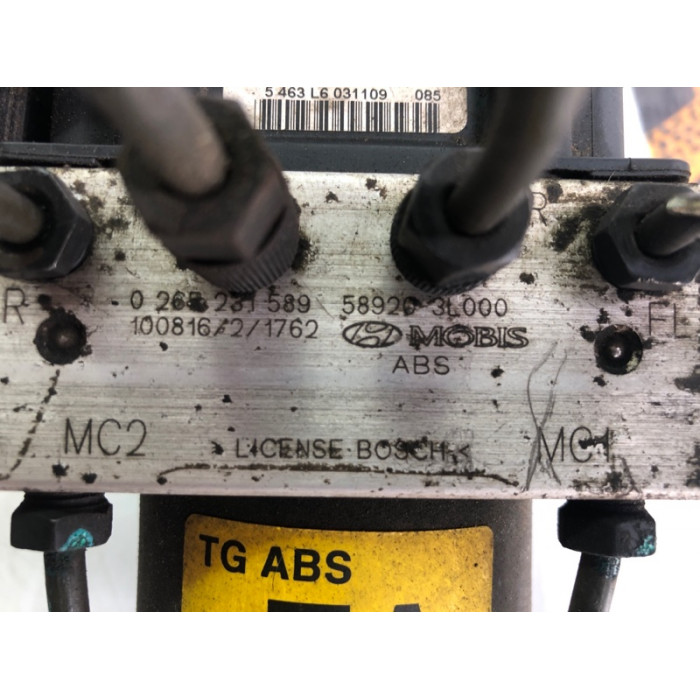 5 463 L6 031109 085
R
R 0 265 231 589 58920-3L000 FL
100816/2/1762 MOBIS
ABS
MC2 > LICENSE BOSCH < MC1
TG ABS